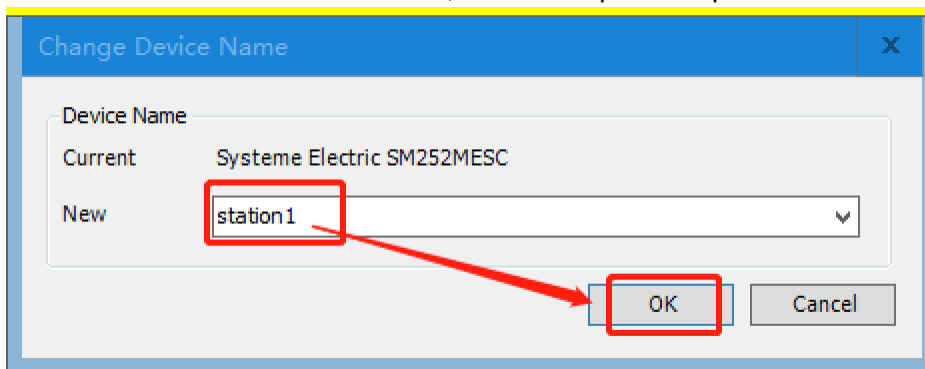 Change Device Name
Device Name
Current Systeme Electric SM252MESC
New station1
OK Cancel